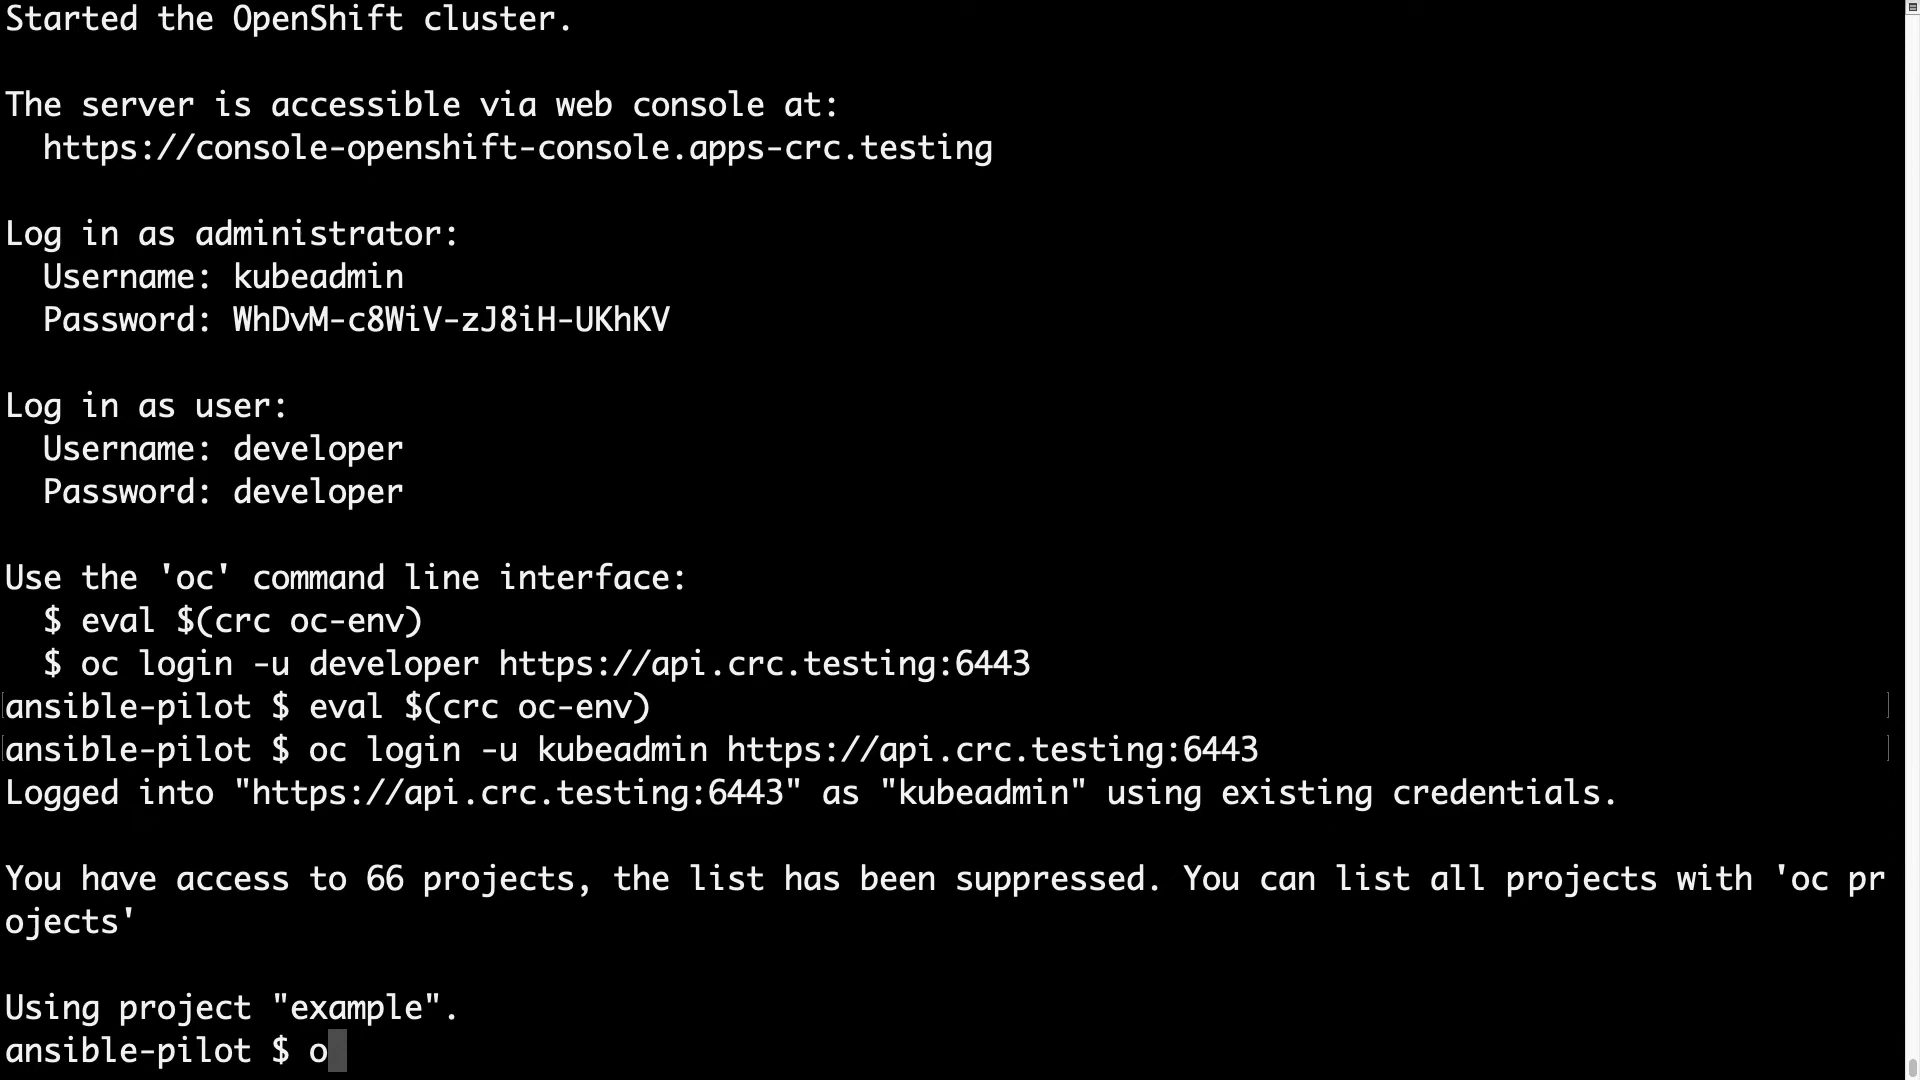 Started the OpenShift cluster.
The server is accessible via web console at:
https://console-openshift-console.apps-crc.testing
Log in as administrator:
Username: kubeadmin
Password: WhDvM-c8WiV-zJ8iH-UKhKV
Log in as user:
Username: developer
Password: developer
Use the 'oc' command line interface:
$ eval $(crc oc-env)
$ oc login -u developer https://api.crc.testing:6443
[ansible-pilot $ eval $(crc oc-env) ]
[ansible-pilot $ oc login -u kubeadmin https://api.crc.testing:6443 ]
Logged into "https://api.crc.testing:6443" as "kubeadmin" using existing credentials.
You have access to 66 projects, the list has been suppressed. You can list all projects with 'oc pr
ojects'
Using project "example".
ansible-pilot $ o